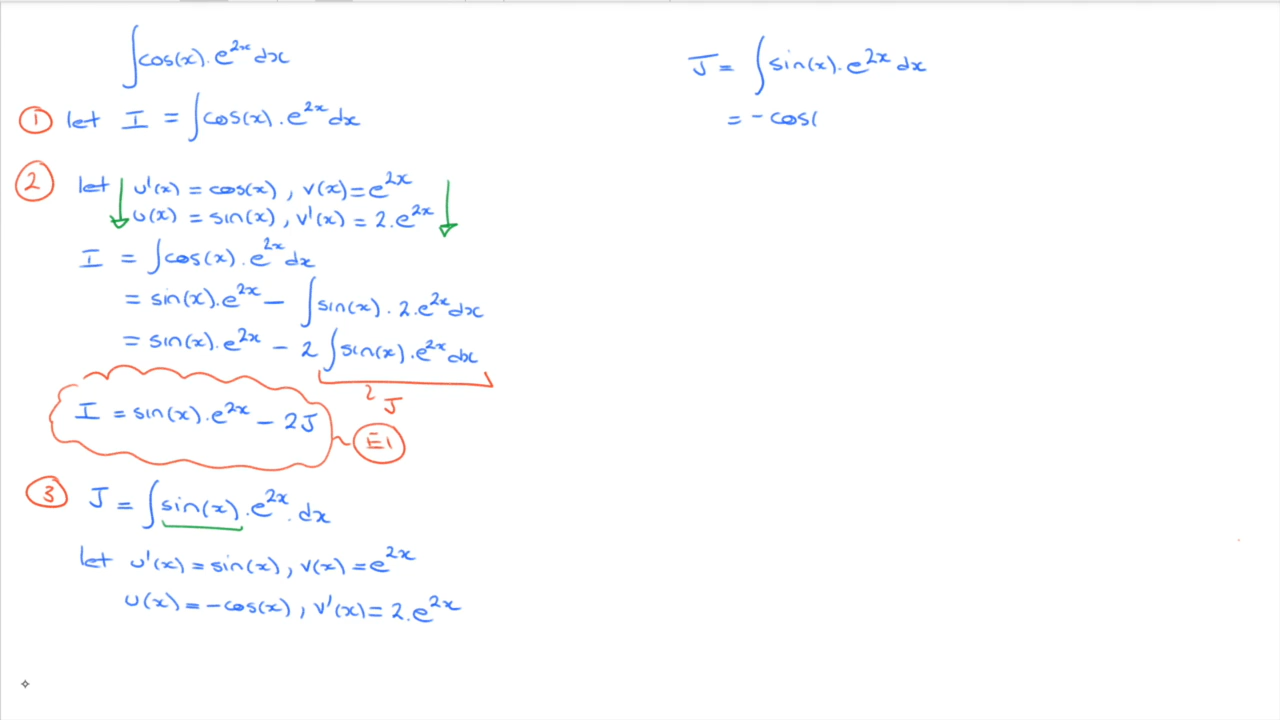 ∫cos(x).e^{2x}dx
① let I = ∫cos(x).e^{2x}dx
② let u'(x) = cos(x), v(x) = e^{2x}
u(x) = sin(x), v'(x) = 2.e^{2x}
I = ∫cos(x).e^{2x}dx
= sin(x).e^{2x} - ∫sin(x).2.e^{2x}dx
= sin(x).e^{2x} - 2∫sin(x).e^{2x}dx
2 J
I = sin(x).e^{2x} - 2J
E1
③ J = ∫sin(x).e^{2x}.dx
let u'(x) = sin(x), v(x) = e^{2x}
u(x) = -cos(x), v'(x) = 2.e^{2x}
J = ∫sin(x).e^{2x}dx
= -cos(